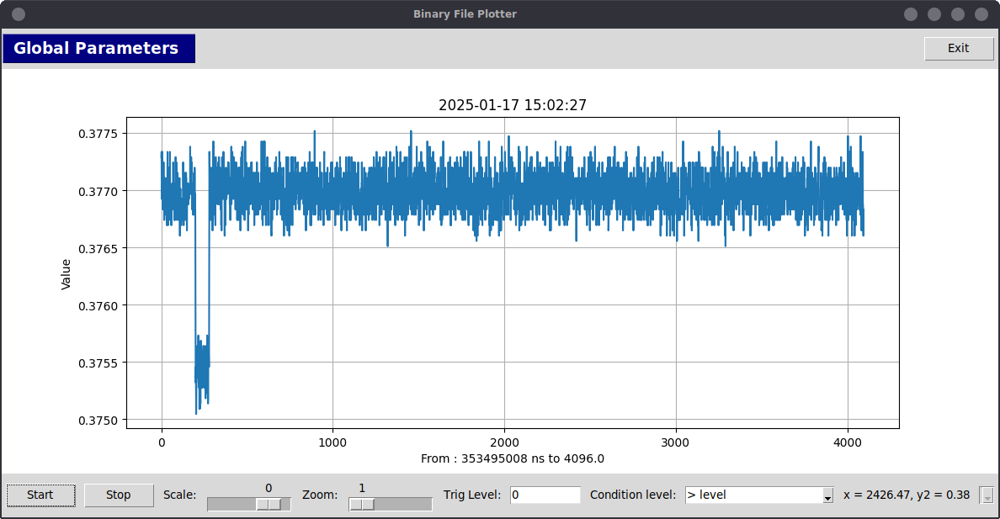 Binary File Plotter
Global Parameters
Exit
2025-01-17 15:02:27
0.3775
0.3770
0.3765
0.3760
0.3755
0.3750
Value
0 1000 2000 3000 4000
From : 353495008 ns to 4096.0
Start Stop Scale: 0 Zoom: 1 Trig Level: 0 Condition level: > level x = 2426.47, y2 = 0.38